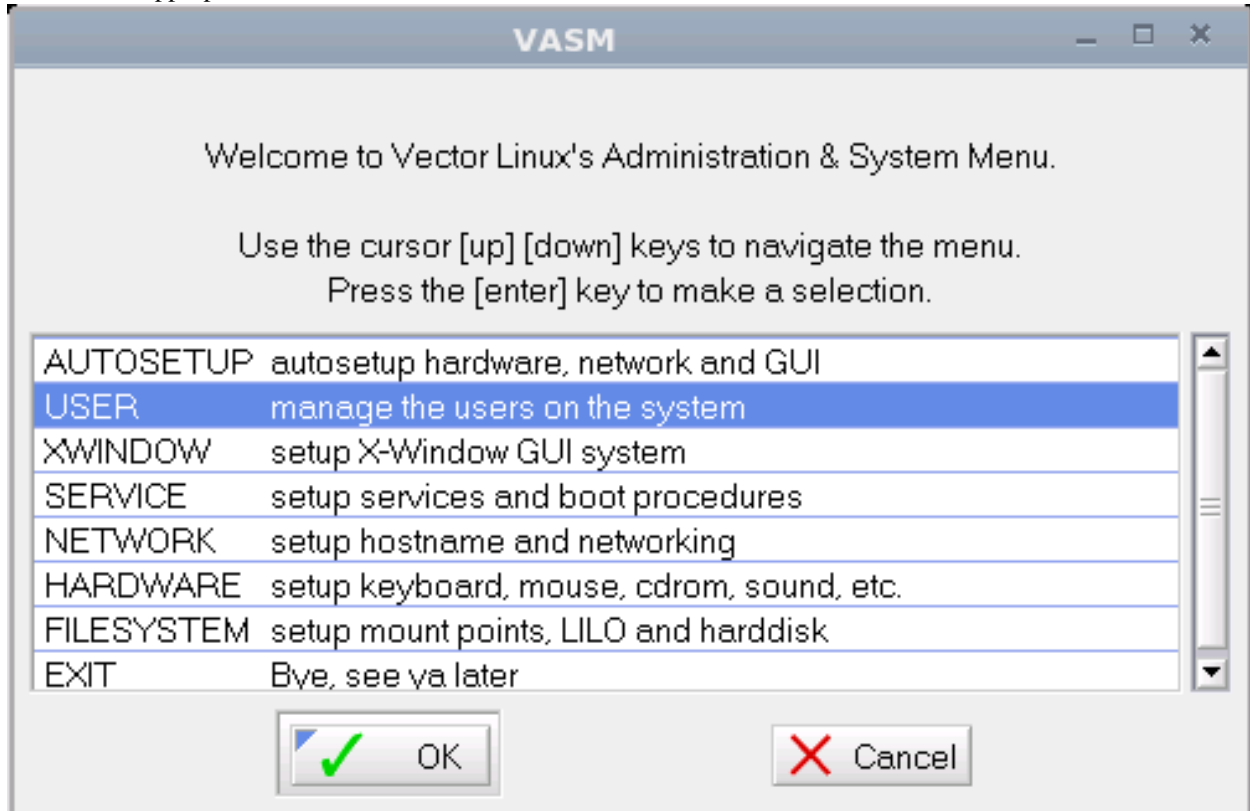 VASM
Welcome to Vector Linux's Administration & System Menu.
Use the cursor [up] [down] keys to navigate the menu.
Press the [enter] key to make a selection.
AUTOSETUP autosetup hardware, network and GUI
USER manage the users on the system
XWINDOW setup X-Window GUI system
SERVICE setup services and boot procedures
NETWORK setup hostname and networking
HARDWARE setup keyboard, mouse, cdrom, sound, etc.
FILESYSTEM setup mount points, LILO and harddisk
EXIT Bye, see ya later
OK Cancel